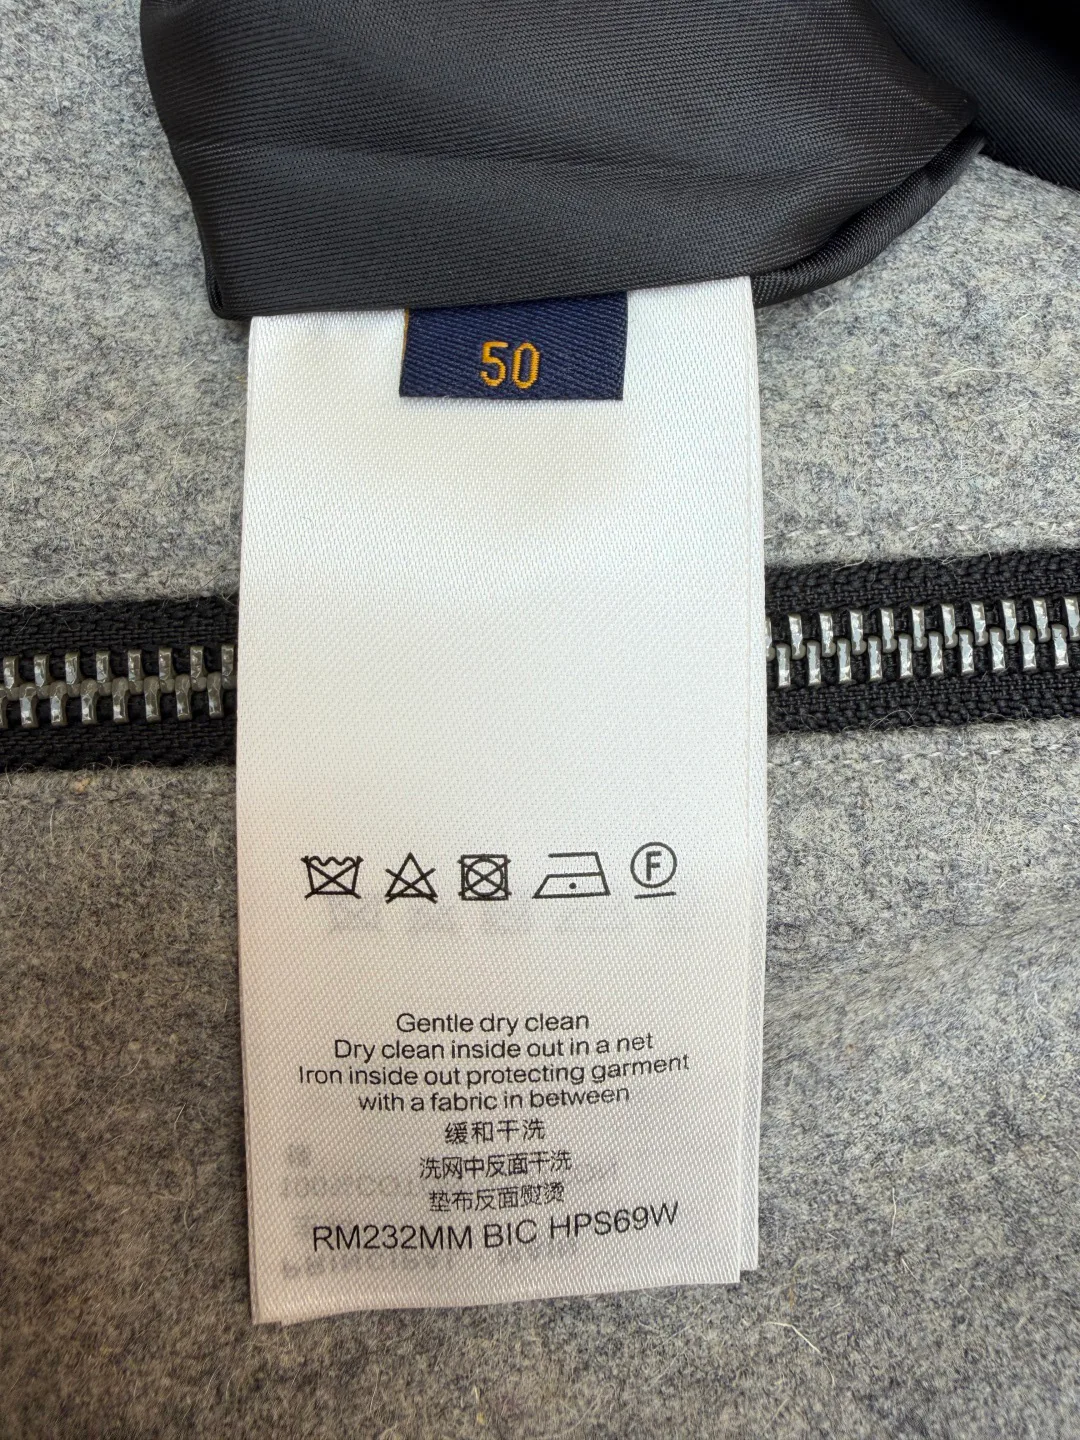 50
F
Gentle dry clean
Dry clean inside out in a net
Iron inside out protecting garment
with a fabric in between
缓和干洗
洗网中反面干洗
垫布反面熨烫
RM232MM BIC HPS69W